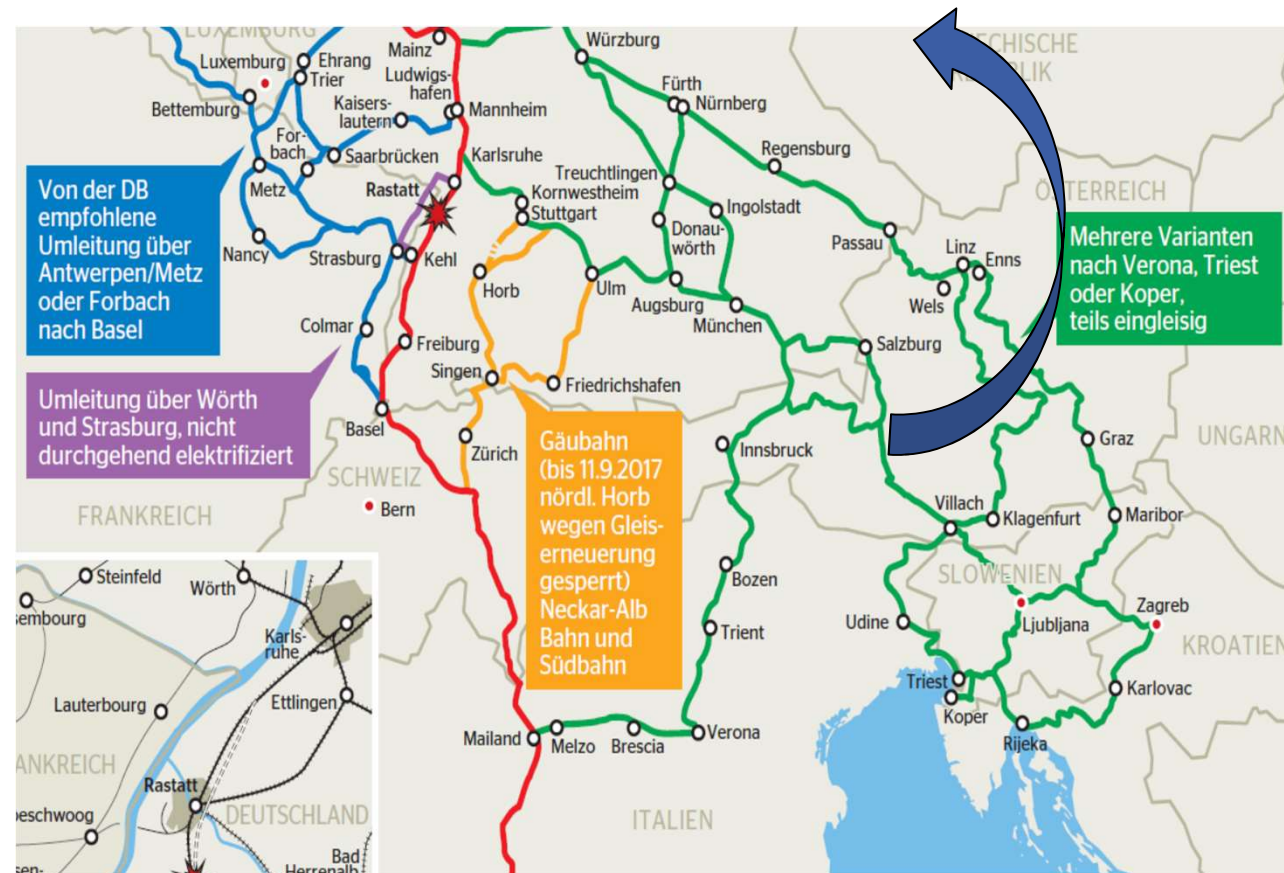 LUXEMBURG
Luxemburg
Bettemburg
Ehrang
Trier
Mainz
Ludwigs-
hafen
Mannheim
Kaisers-
lautern
For-
bach
Saarbrücken
Metz
Nancy
Karlsruhe
Rastatt
Strasburg
Kehl
Colmar
Freiburg
Basel
Würzburg
Fürth
Nürnberg
Regensburg
Treuchtlingen
Kornwestheim
Stuttgart
Ingolstadt
Donau-
wörth
Passau
Linz
Enns
Wels
Horb
Ulm
Augsburg
München
Salzburg
Singen
Friedrichshafen
Zürich
Innsbruck
Graz
Villach
Klagenfurt
Maribor
Bozen
Trient
Udine
Ljubljana
Zagreb
Triest
Koper
Karlovac
Rijeka
Mailand
Melzo
Brescia
Verona
Bern
ÖSTERREICH
UNGARN
SCHWEIZ
FRANKREICH
SLOWENIEN
KROATIEN
ITALIEN
Von der DB
empfohlene
Umleitung über
Antwerpen/Metz
oder Forbach
nach Basel
Umleitung über Wörth
und Strasburg, nicht
durchgehend elektrifiziert
Gäubahn
(bis 11.9.2017
nördl. Horb
wegen Gleis-
erneuerung
gesperrt)
Neckar-Alb
Bahn und
Südbahn
Mehrere Varianten
nach Verona, Triest
oder Koper,
teils eingleisig
Steinfeld
Wörth
Karls-
ruhe
Lauterbourg
Ettlingen
Rastatt
DEUTSCHLAND
Bad
Herrenalb